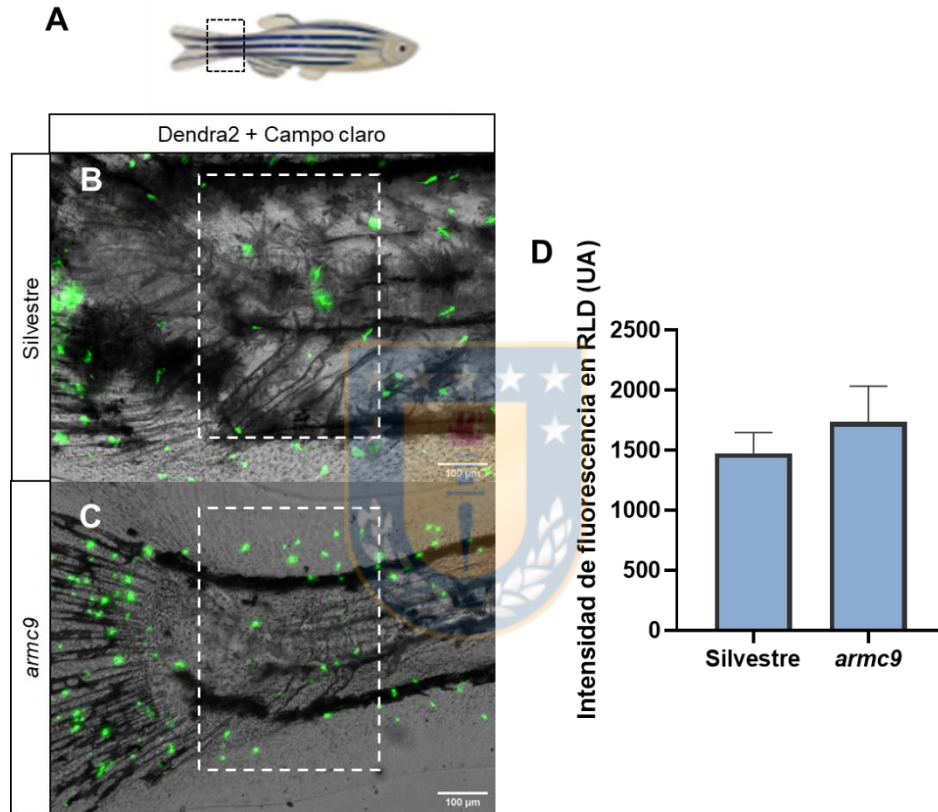 A
Dendra2 + Campo claro
Silvestre
B
100 µm
armc9
C
100 µm
D
Intensidad de fluorescencia en RLD (UA)
2500
2000
1500
1000
500
0
Silvestre
armc9